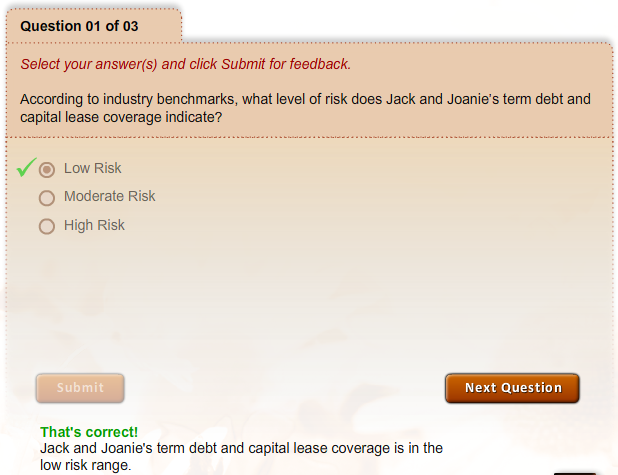 Question 01 of 03
Select your answer(s) and click Submit for feedback.
According to industry benchmarks, what level of risk does Jack and Joanie's term debt and
capital lease coverage indicate?
Low Risk
Moderate Risk
High Risk
Submit
Next Question
That's correct!
Jack and Joanie's term debt and capital lease coverage is in the
low risk range.